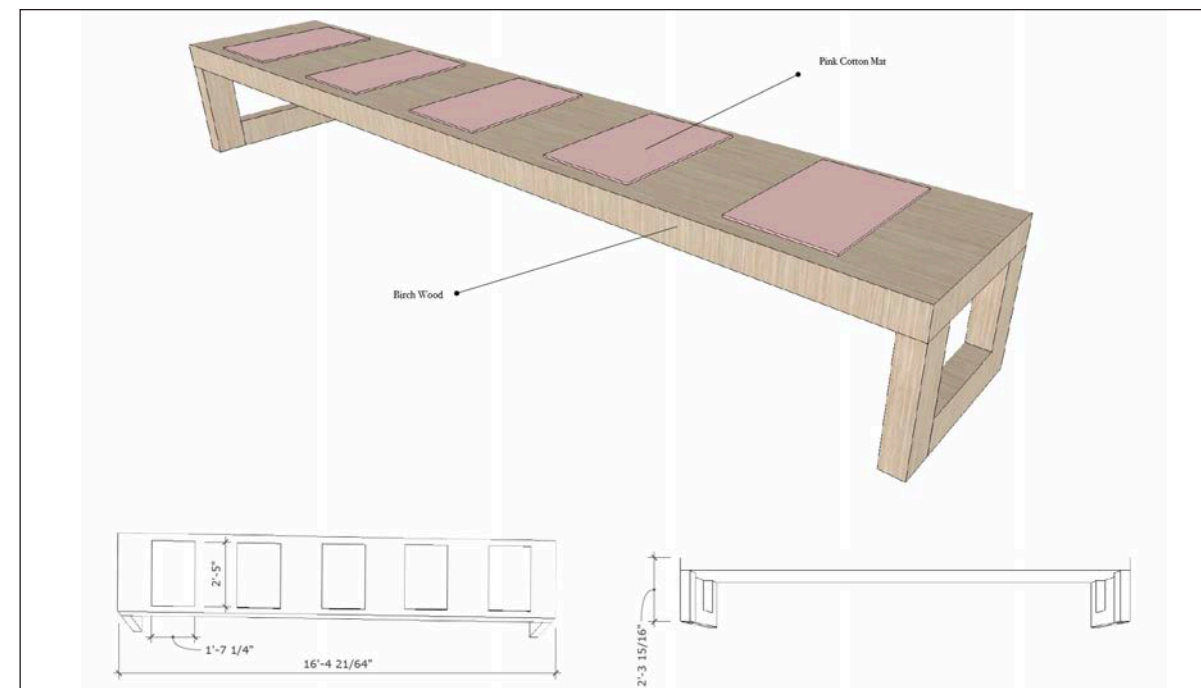 Pink Cotton Mat
Birch Wood
2'-5"
1'-7 1/4"
16'-4 21/64"
2'-3 15/16"